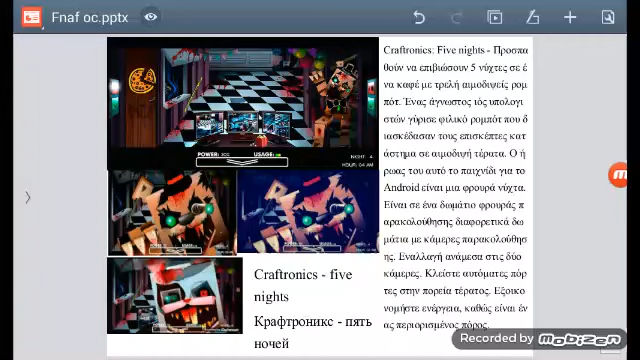 Fnaf oc.pptx
POWER: 300 USAGE:
NIGHT 4
HOUR: 04 AM
Craftronics - five
nights
Крафтроникс - пять
ночей
Craftronics: Five nights - Προσπα
θούν να επιβιώσουν 5 νύχτες σε έ
να καφέ με τρελή αιμοδιψείς ρομ
πότ. Ένας άγνωστος ιός υπολογι
στών γύρισε φιλικό ρομπότ που δ
ιασκέδασαν τους επισκέπτες κατ
άστημα σε αιμοδιψή τέρατα. Ο ή
ρωας του αυτό το παιχνίδι για το
Android είναι μια φρουρά νύχτα.
Είναι σε ένα δωμάτιο φρουράς π
αρακολούθησης διαφορετικά δω
μάτια με κάμερες παρακολούθησ
ης. Εναλλαγή ανάμεσα στις δύο
κάμερες. Κλείστε αυτόματες πόρ
τες στην πορεία τέρατος. Εξοικο
νομήστε ενέργεια, καθώς είναι έν
ας περιορισμένος πόρος.
Recorded by
MOBIZEN